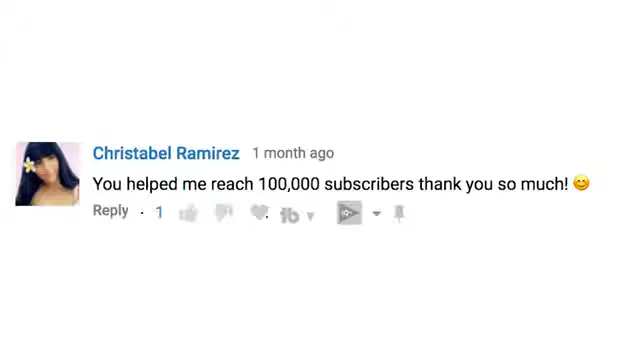 Christabel Ramirez 1 month ago
You helped me reach 100,000 subscribers thank you so much! 😊
Reply · 1